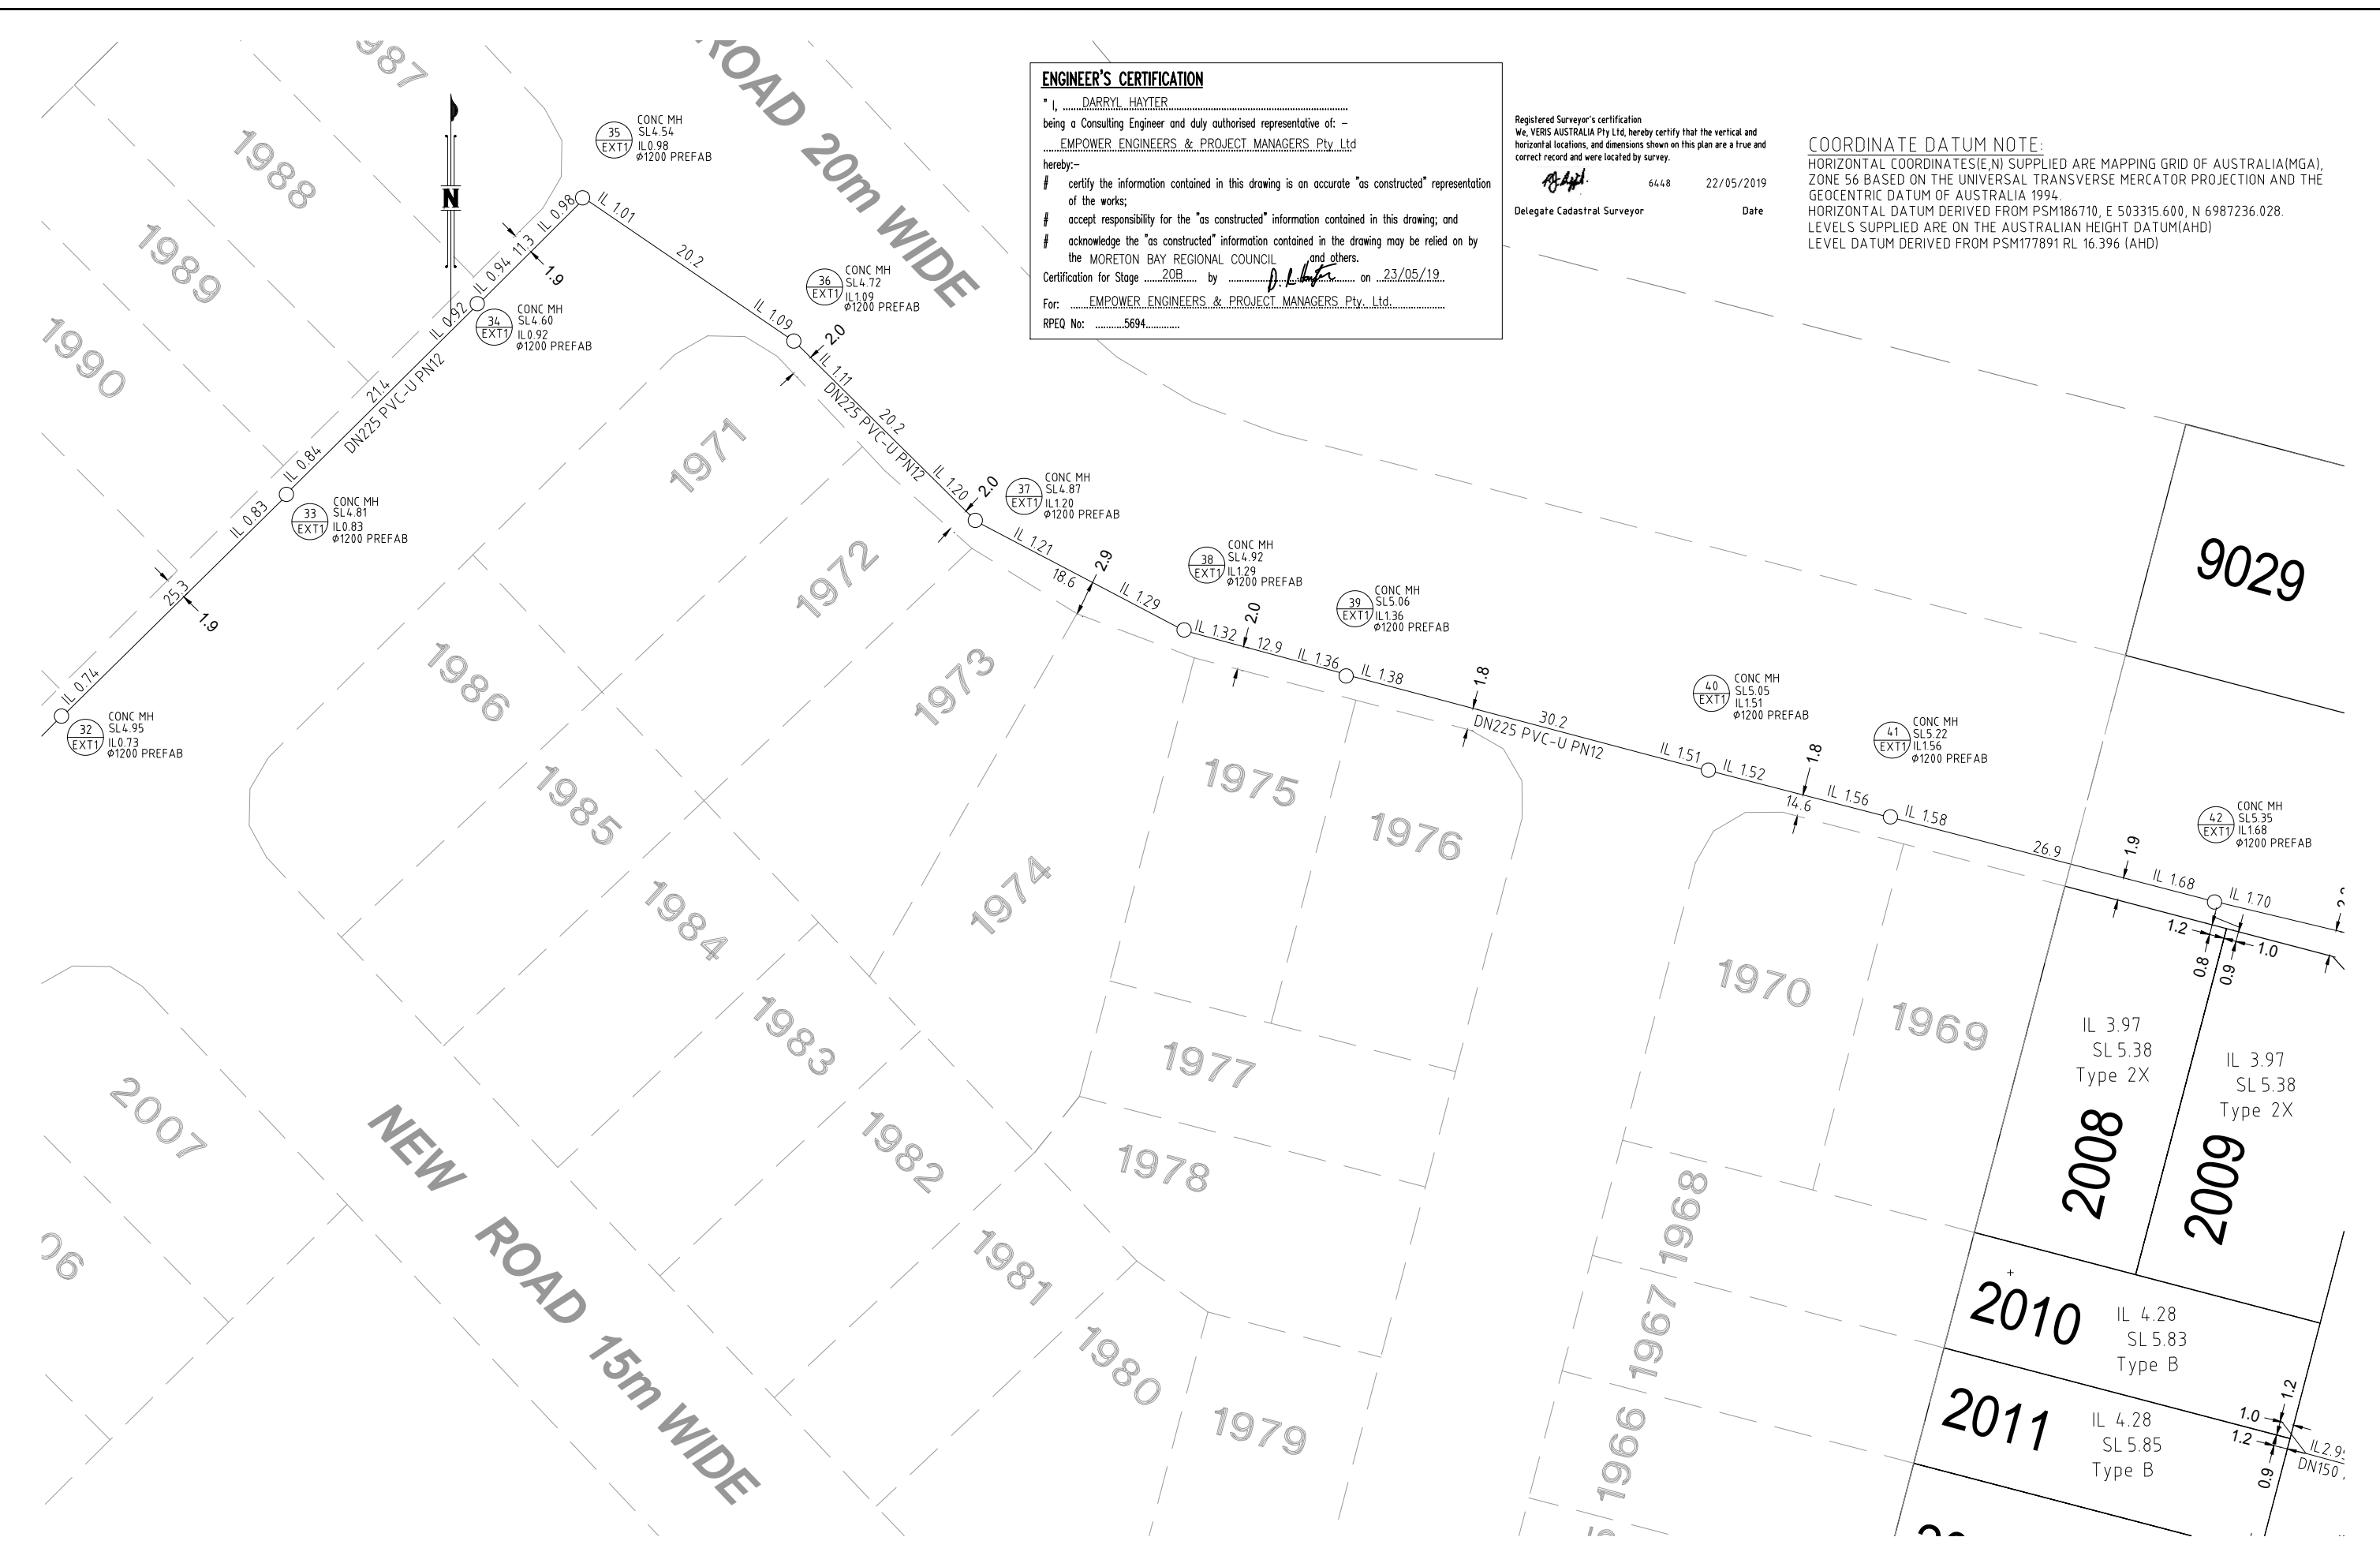 ENGINEER'S CERTIFICATION
" I, DARRYL HAYTER
being a Consulting Engineer and duly authorised representative of: -
EMPOWER ENGINEERS & PROJECT MANAGERS Pty Ltd
hereby:-
# certify the information contained in this drawing is an accurate "as constructed" representation
of the works;
# accept responsibility for the "as constructed" information contained in this drawing; and
# acknowledge the "as constructed" information contained in the drawing may be relied on by
the MORETON BAY REGIONAL COUNCIL and others.
Certification for Stage 20B by D. L Hayter on 23/05/19
For: EMPOWER ENGINEERS & PROJECT MANAGERS Pty. Ltd.
RPEQ No: 5694
Registered Surveyor's certification
We, VERIS AUSTRALIA Pty Ltd, hereby certify that the vertical and
horizontal locations, and dimensions shown on this plan are a true and
correct record and were located by survey.
6448 22/05/2019
Delegate Cadastral Surveyor Date
COORDINATE DATUM NOTE:
HORIZONTAL COORDINATES(E,N) SUPPLIED ARE MAPPING GRID OF AUSTRALIA(MGA),
ZONE 56 BASED ON THE UNIVERSAL TRANSVERSE MERCATOR PROJECTION AND THE
GEOCENTRIC DATUM OF AUSTRALIA 1994.
HORIZONTAL DATUM DERIVED FROM PSM186710, E 503315.600, N 6987236.028.
LEVELS SUPPLIED ARE ON THE AUSTRALIAN HEIGHT DATUM(AHD)
LEVEL DATUM DERIVED FROM PSM177891 RL 16.396 (AHD)
N
ROAD 20m WIDE
NEW ROAD 15m WIDE
32
EXT1
CONC MH
SL4.95
IL0.73
φ1200 PREFAB
IL 0.74
25.3
1.9
IL 0.83
33
EXT1
CONC MH
SL4.81
IL0.83
φ1200 PREFAB
IL 0.84
21.4
DN225 PVC-U PN12
IL 0.92
34
EXT1
CONC MH
SL4.60
IL0.92
φ1200 PREFAB
IL 0.94
11.3
1.9
IL 0.98
35
EXT1
CONC MH
SL4.54
IL0.98
φ1200 PREFAB
IL 1.01
20.2
IL 1.09
36
EXT1
CONC MH
SL4.72
IL1.09
φ1200 PREFAB
2.0
IL 1.11
20.2
DN225 PVC-U PN12
IL 1.20
2.0
37
EXT1
CONC MH
SL4.87
IL1.20
φ1200 PREFAB
IL 1.21
18.6
2.9
IL 1.29
38
EXT1
CONC MH
SL4.92
IL1.29
φ1200 PREFAB
IL 1.32
2.0
12.9
IL 1.36
39
EXT1
CONC MH
SL5.06
IL1.36
φ1200 PREFAB
IL 1.38
1.8
30.2
DN225 PVC-U PN12
IL 1.51
40
EXT1
CONC MH
SL5.05
IL1.51
φ1200 PREFAB
IL 1.52
1.8
14.6
IL 1.56
41
EXT1
CONC MH
SL5.22
IL1.56
φ1200 PREFAB
IL 1.58
26.9
1.9
IL 1.68
42
EXT1
CONC MH
SL5.35
IL1.68
φ1200 PREFAB
IL 1.70
1.2
1.0
0.8
0.9
987
1988
1989
1990
1971
1972
1973
1974
1975
1976
1977
1978
1979
1980
1981
1982
1983
1984
1985
1986
2007
06
1970
1969
1968
1967
1966
9029
IL 3.97
SL5.38
Type 2X
2008
IL 3.97
SL5.38
Type 2X
2009
2010
IL 4.28
SL5.83
Type B
2011
IL 4.28
SL5.85
Type B
1.2
1.0
1.2
0.9
DN150